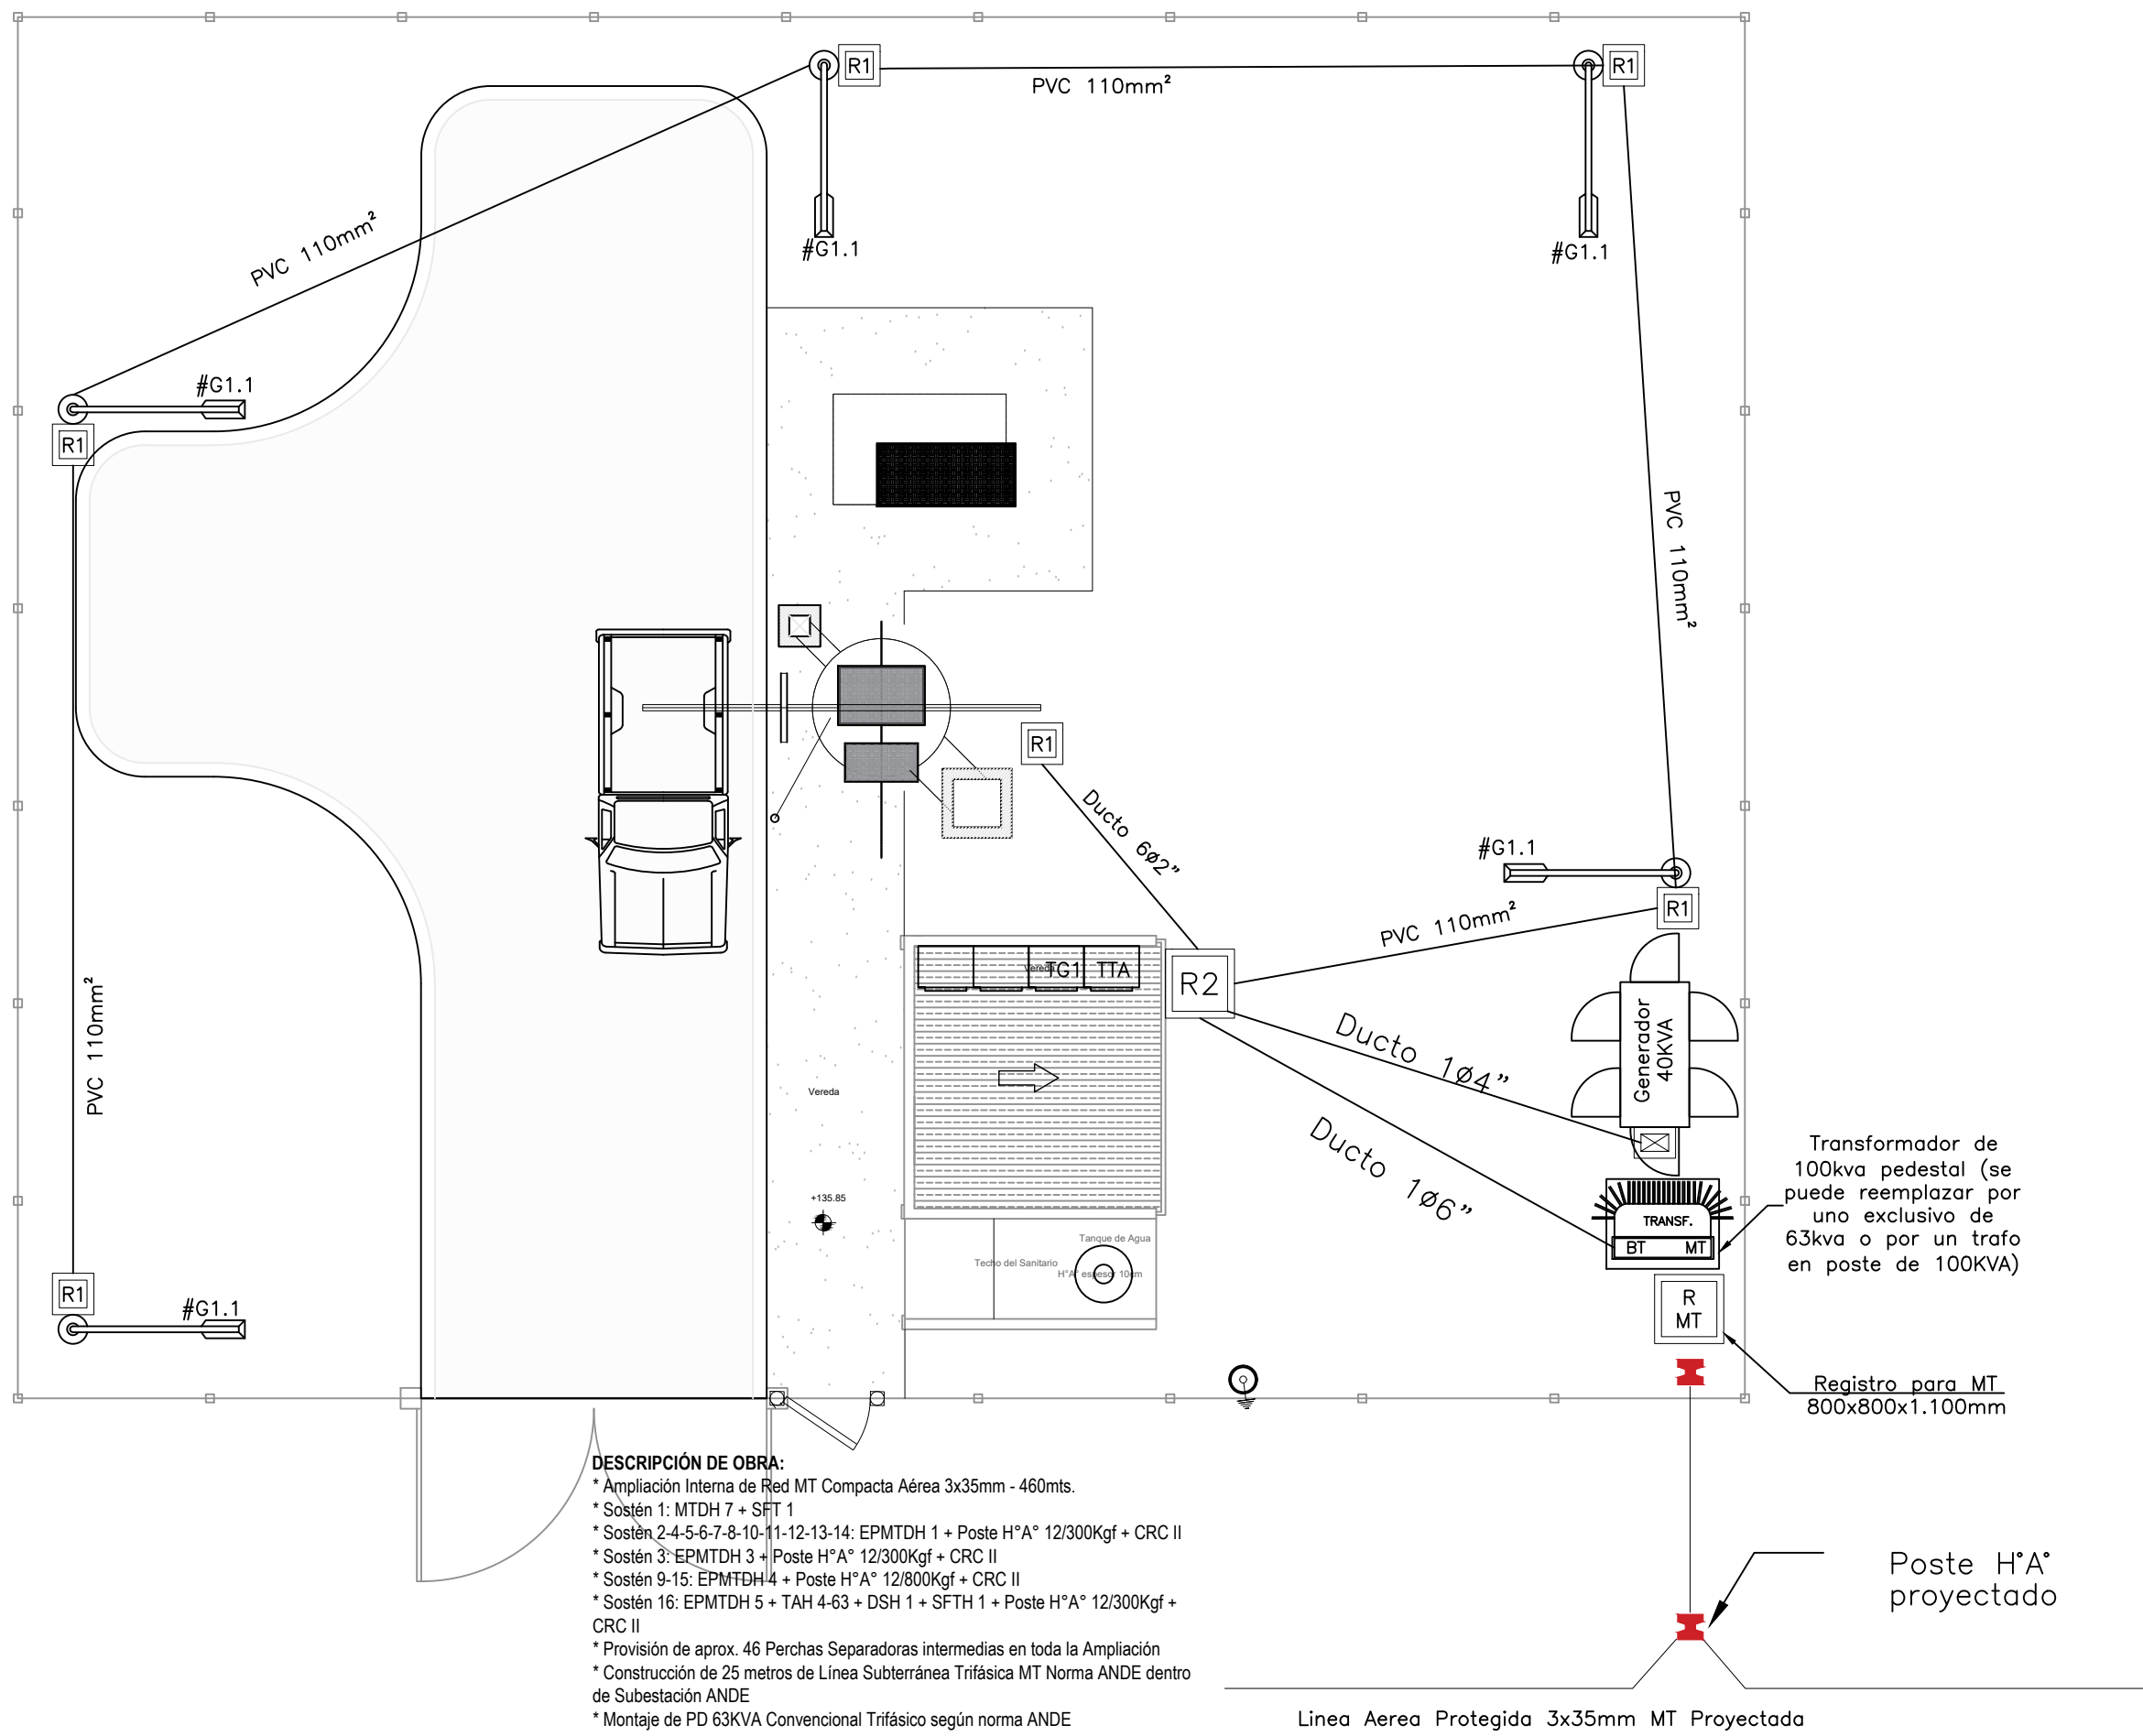 R1
R1
PVC 110mm²
PVC 110mm²
#G1.1
#G1.1
#G1.1
R1
PVC 110mm²
R1
Ducto 6ø2”
#G1.1
R1
PVC 110mm²
Vereda
TG1
TTA
R2
PVC 110mm²
Generador
40KVA
Ducto 1ø4”
Vereda
Ducto 1ø6”
Transformador de
100kva pedestal (se
puede reemplazar por
uno exclusivo de
63kva o por un trafo
en poste de 100KVA)
+135.85
TRANSF.
BT
MT
Tanque de Agua
Techo del Sanitario
H°A° espesor 10cm
R1
#G1.1
R
MT
Registro para MT
800x800x1.100mm
DESCRIPCIÓN DE OBRA:
* Ampliación Interna de Red MT Compacta Aérea 3x35mm - 460mts.
* Sostén 1: MTDH 7 + SFT 1
* Sostén 2-4-5-6-7-8-10-11-12-13-14: EPMTDH 1 + Poste H°A° 12/300Kgf + CRC II
* Sostén 3: EPMTDH 3 + Poste H°A° 12/300Kgf + CRC II
* Sostén 9-15: EPMTDH 4 + Poste H°A° 12/800Kgf + CRC II
* Sostén 16: EPMTDH 5 + TAH 4-63 + DSH 1 + SFTH 1 + Poste H°A° 12/300Kgf +
CRC II
* Provisión de aprox. 46 Perchas Separadoras intermedias en toda la Ampliación
* Construcción de 25 metros de Línea Subterránea Trifásica MT Norma ANDE dentro
de Subestación ANDE
* Montaje de PD 63KVA Convencional Trifásico según norma ANDE
Poste H°A°
proyectado
Linea Aerea Protegida 3x35mm MT Proyectada